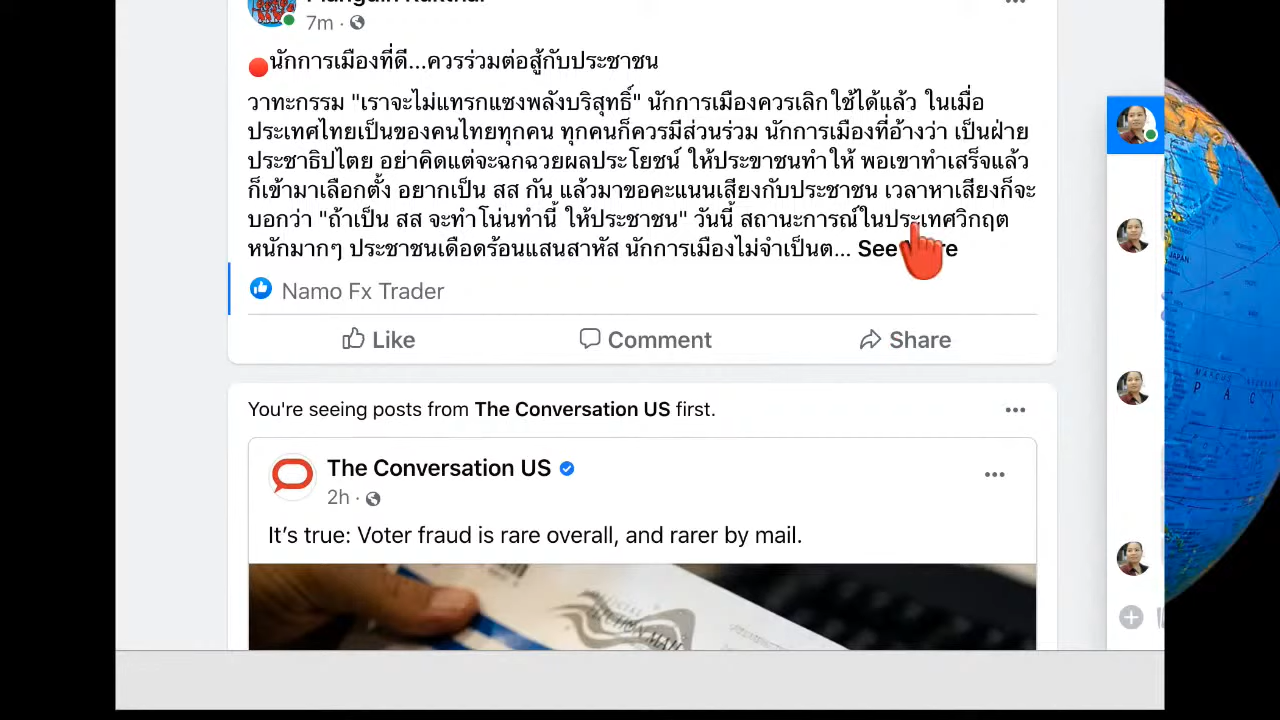 7m ·
นักการเมืองที่ดี...ควรร่วมต่อสู้กับประชาชน
วาทะกรรม "เราจะไม่แทรกแซงพลังบริสุทธิ์" นักการเมืองควรเลิกใช้ได้แล้ว ในเมื่อ
ประเทศไทยเป็นของคนไทยทุกคน ทุกคนก็ควรมีส่วนร่วม นักการเมืองที่อ้างว่า เป็นฝ่าย
ประชาธิปไตย อย่าคิดแต่จะฉกฉวยผลประโยชน์ ให้ประขาชนทำให้ พอเขาทำเสร็จแล้ว
ก็เข้ามาเลือกตั้ง อยากเป็น สส กัน แล้วมาขอคะแนนเสียงกับประชาชน เวลาหาเสียงก็จะ
บอกว่า "ถ้าเป็น สส จะทำโน่นทำนี้ ให้ประชาชน" วันนี้ สถานะการณ์ในประเทศวิกฤต
หนักมากๆ ประชาชนเดือดร้อนแสนสาหัส นักการเมืองไม่จำเป็นต... See
Namo Fx Trader
Like Comment Share
You're seeing posts from The Conversation US first.
The Conversation US
2h ·
It's true: Voter fraud is rare overall, and rarer by mail.
JAPAN
P A C